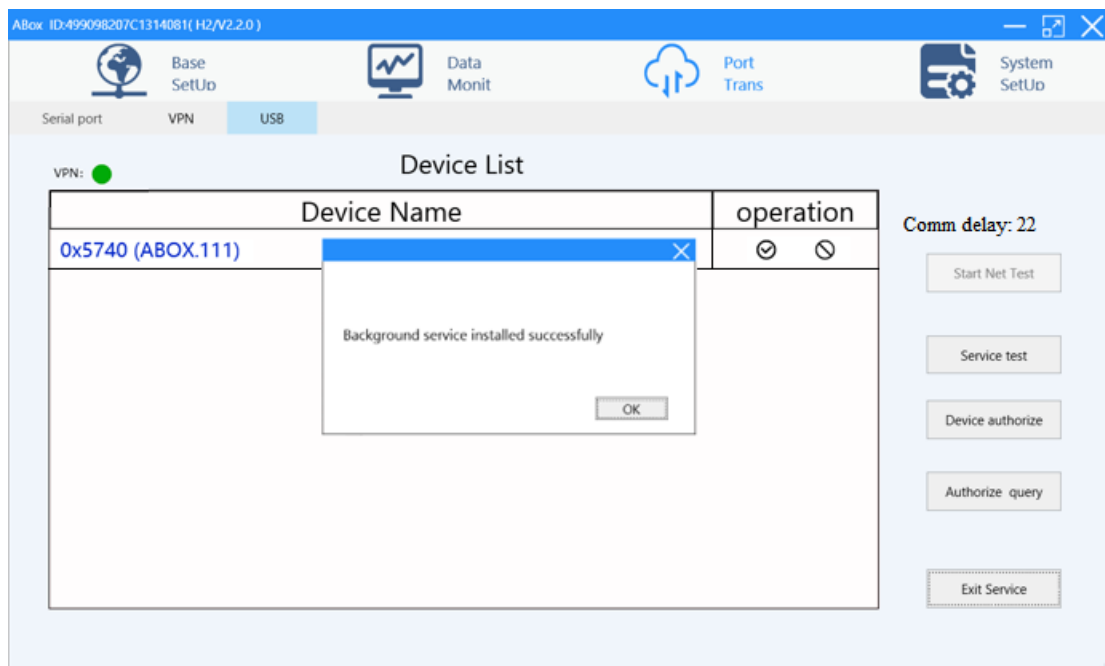 ABox ID:499098207C1314081( H2/V2.2.0 )
Base
SetUp
Data
Monit
Port
Trans
System
SetUp
Serial port
VPN
USB
VPN:
Device List
Device Name
operation
Comm delay: 22
0x5740 (ABOX.111)
Start Net Test
Background service installed successfully
Service test
OK
Device authorize
Authorize query
Exit Service